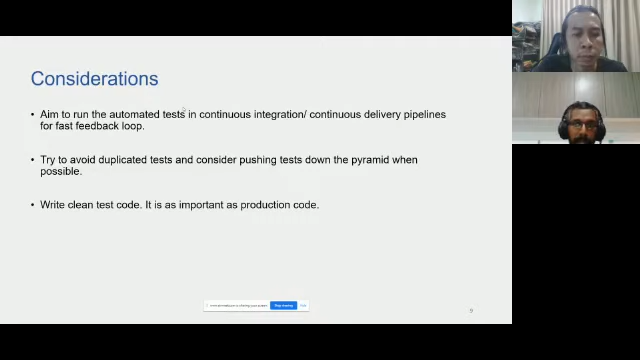 Considerations
• Aim to run the automated tests in continuous integration/ continuous delivery pipelines
for fast feedback loop.
• Try to avoid duplicated tests and consider pushing tests down the pyramid when
possible.
• Write clean test code. It is as important as production code.
Stop sharing
Hide
9